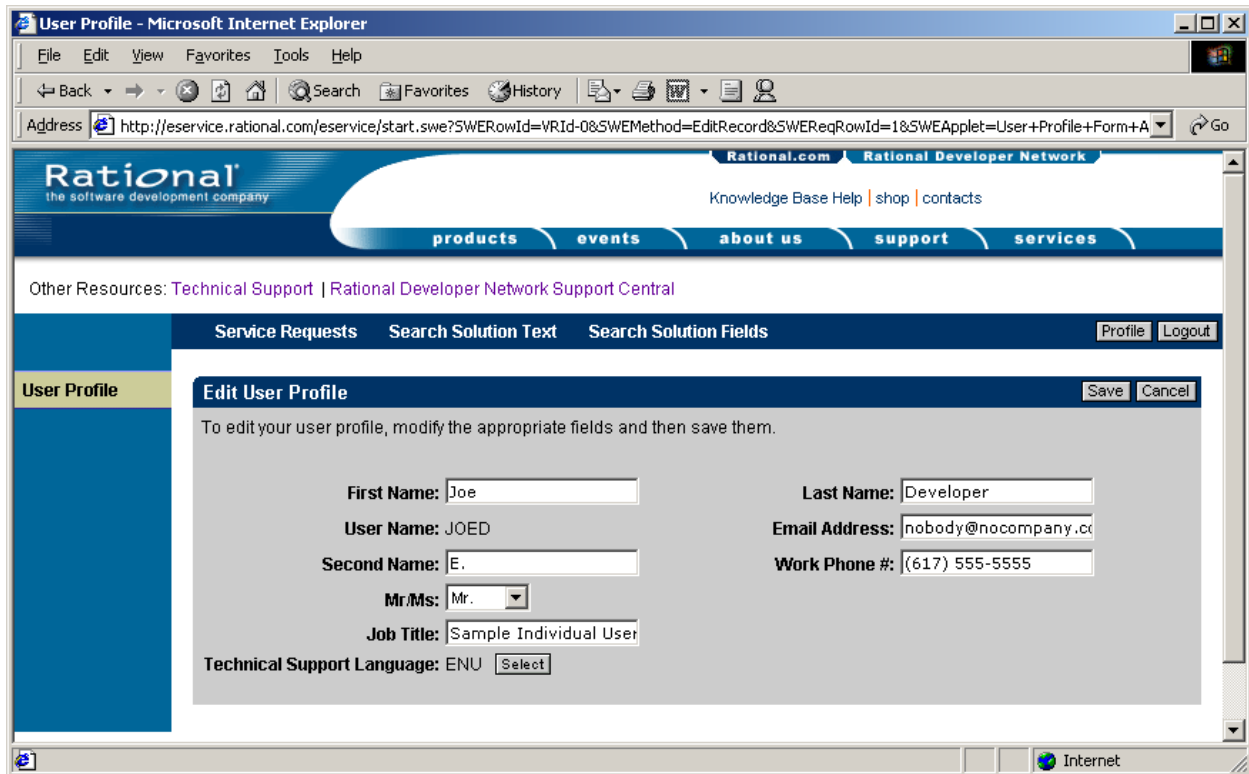 User Profile - Microsoft Internet Explorer
File Edit View Favorites Tools Help
Back Search Favorites History
Address http://eservice.rational.com/eservice/start.swe?SWERowId=VRId-0&SWEMethod=EditRecord&SWEReqRowId=1&SWEApplet=User+Profile+Form+A Go
Rational.com Rational Developer Network
Rational
the software development company
Knowledge Base Help | shop | contacts
products events about us support services
Other Resources: Technical Support | Rational Developer Network Support Central
Service Requests Search Solution Text Search Solution Fields Profile Logout
User Profile
Edit User Profile Save Cancel
To edit your user profile, modify the appropriate fields and then save them.
First Name: Joe Last Name: Developer
User Name: JOED Email Address: nobody@nocompany.co
Second Name: E. Work Phone #: (617) 555-5555
Mr/Ms: Mr.
Job Title: Sample Individual User
Technical Support Language: ENU Select
Internet